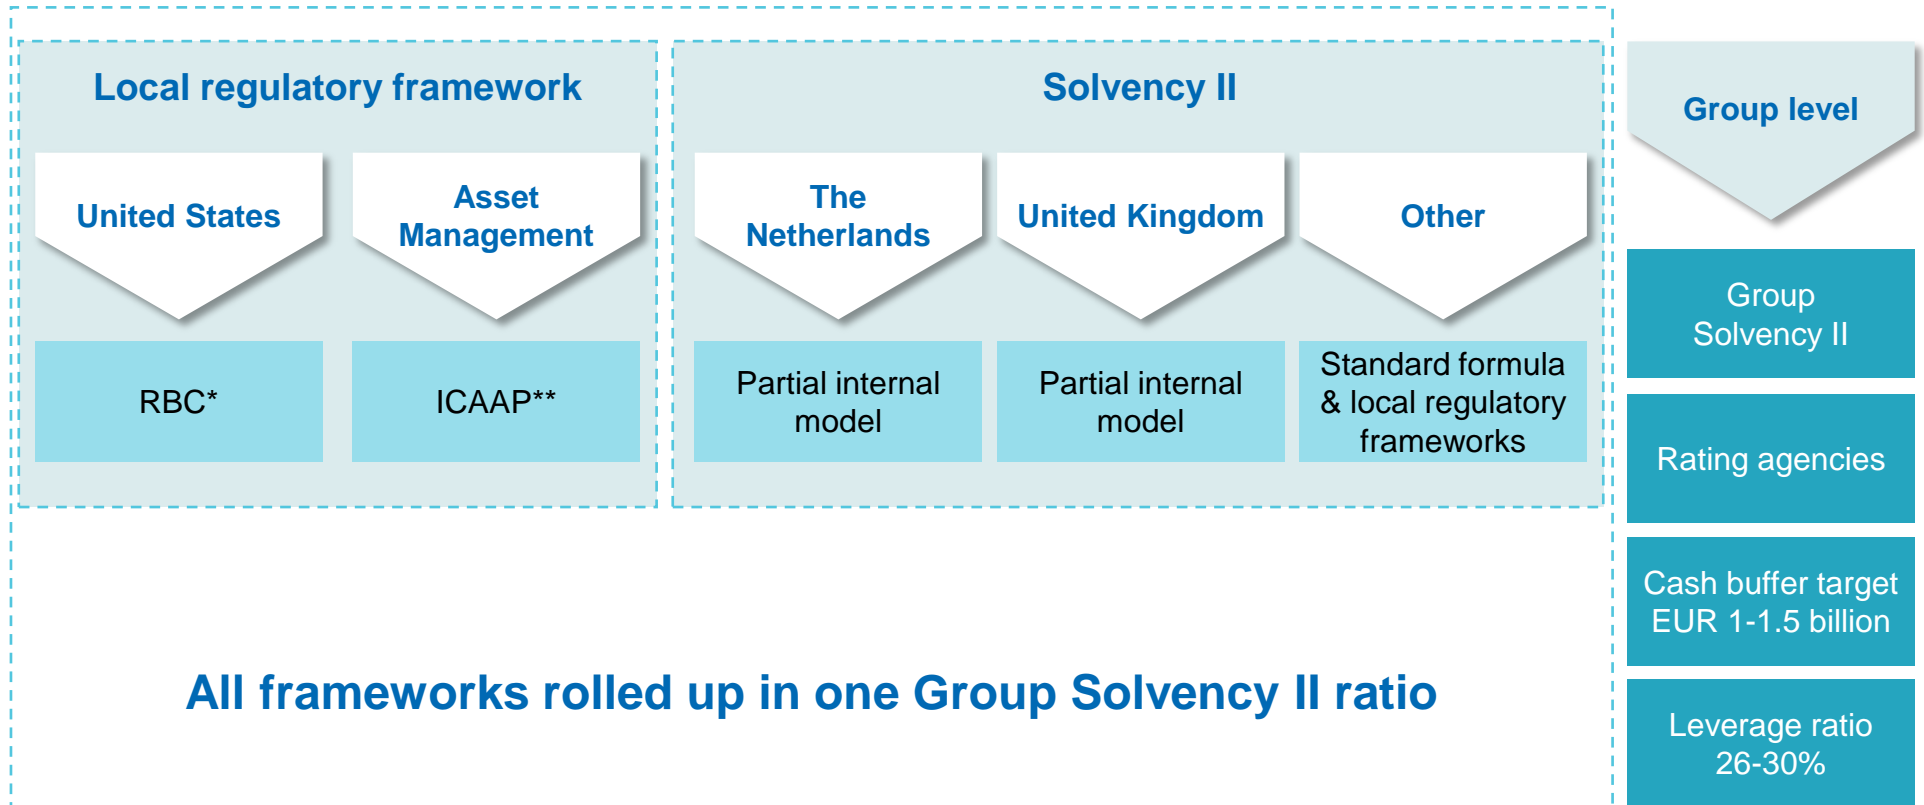 Local regulatory framework
United States
RBC*
Asset
Management
ICAAP**
Solvency II
The
Netherlands
Partial internal
model
United Kingdom
Partial internal
model
Other
Standard formula
& local regulatory
frameworks
All frameworks rolled up in one Group Solvency II ratio
Group level
Group
Solvency II
Rating agencies
Cash buffer target
EUR 1-1.5 billion
Leverage ratio
26-30%